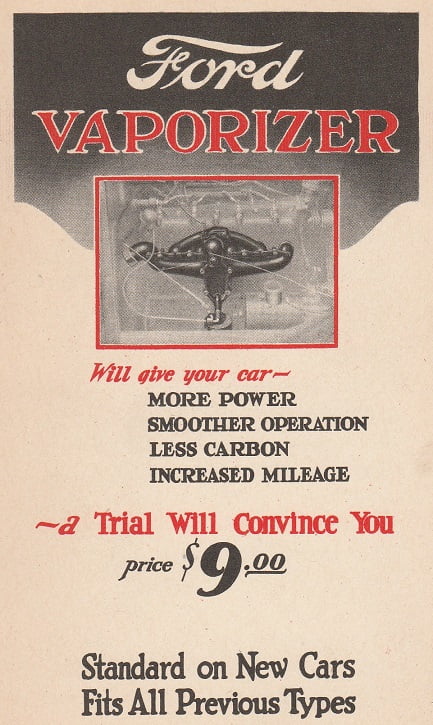 Ford
VAPORIZER
Will give your car~
MORE POWER
SMOOTHER OPERATION
LESS CARBON
INCREASED MILEAGE
~a Trial Will Convince You
price $9.00
Standard on New Cars
Fits All Previous Types